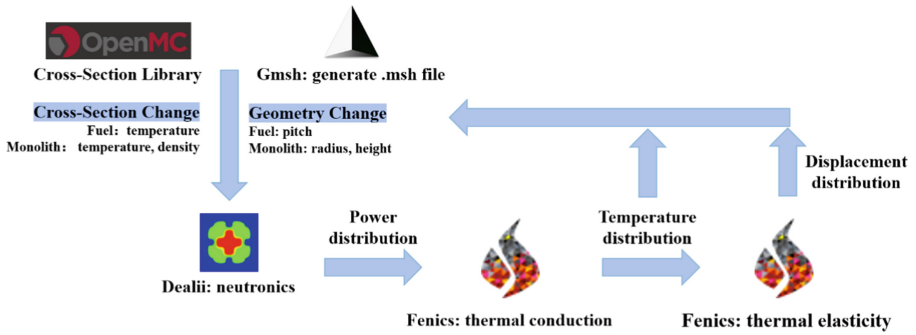 OpenMC
Cross-Section Library
Gmsh: generate .msh file
Cross-Section Change
Fuel: temperature
Monolith: temperature, density
Geometry Change
Fuel: pitch
Monolith: radius, height
Displacement
distribution
Power
distribution
Temperature
distribution
Dealii: neutronics
Fenics: thermal conduction
Fenics: thermal elasticity